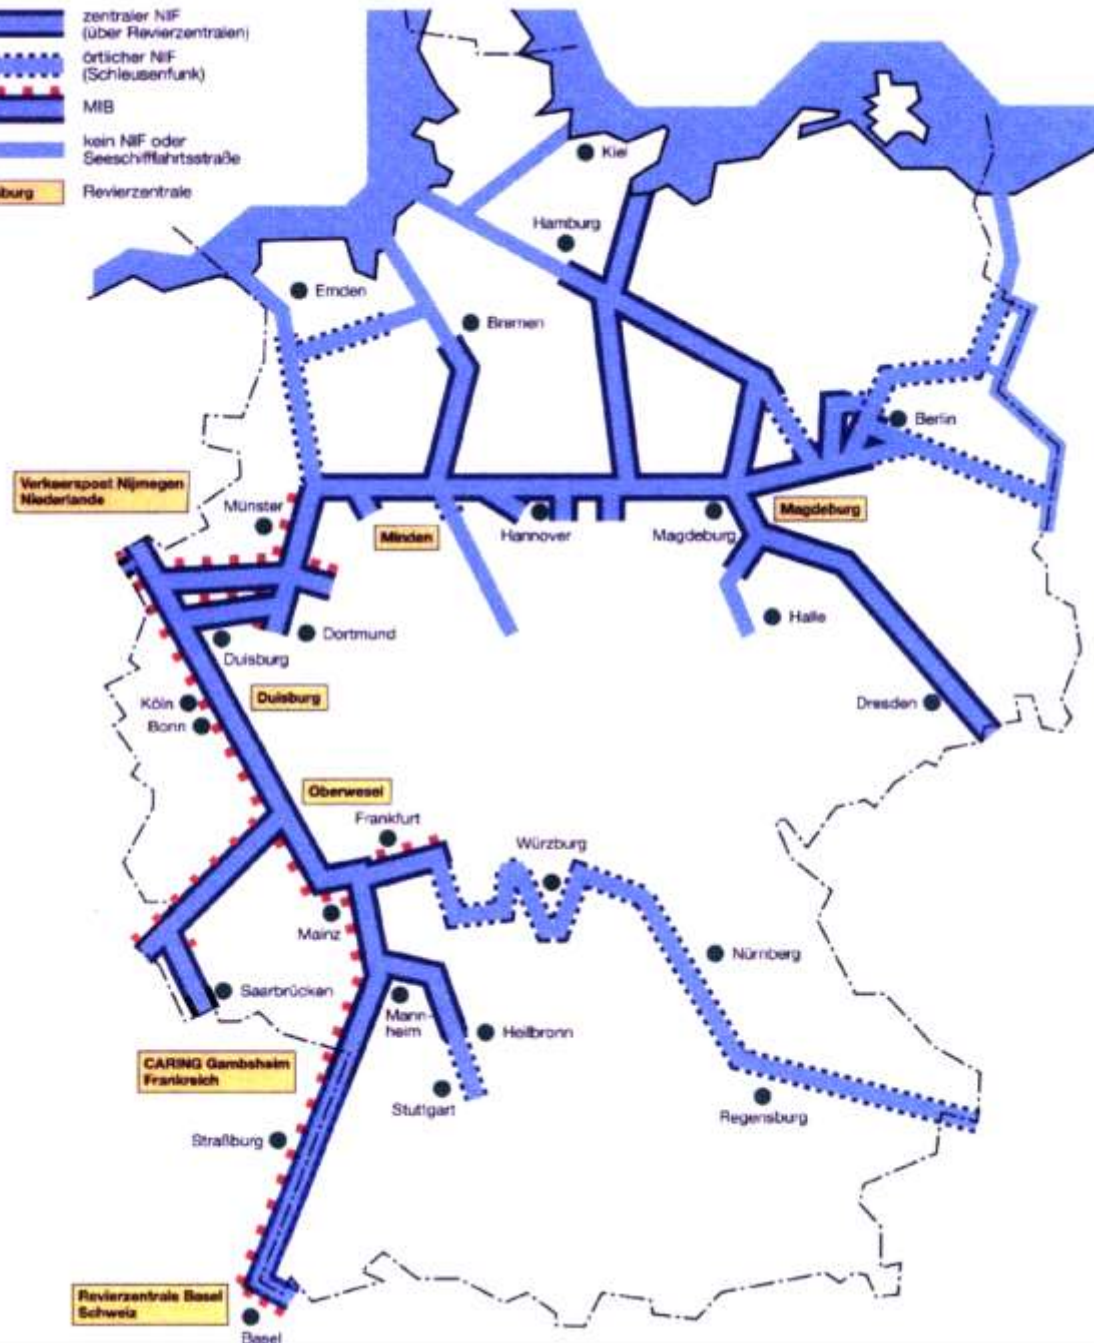 zentraler NIF
(über Revierzentralen)
örtlicher NIF
(Schleusenfunk)
MIB
kein NIF oder
Seeschifffahrtsstraße
burg
Revierzentrale
Kiel
Hamburg
Emden
Bremen
Berlin
Verkeerspost Nijmegen
Niederlande
Münster
Minden
Hannover
Magdeburg
Magdeburg
Halle
Dortmund
Duisburg
Köln
Bonn
Duisburg
Dresden
Oberwesel
Frankfurt
Würzburg
Mainz
Nürnberg
Saarbrücken
Mann-
heim
Heilbronn
CARING Gambsheim
Frankreich
Stuttgart
Regensburg
Straßburg
Revierzentrale Basel
Schweiz
Basel